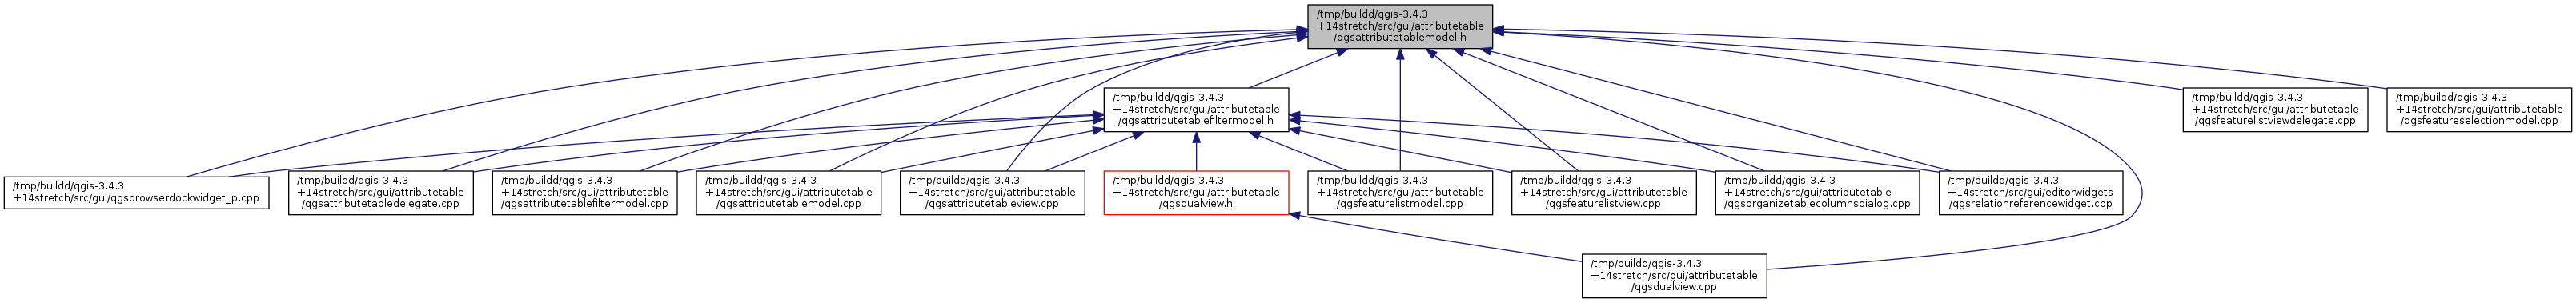 /tmp/buildd/qgis-3.4.3
+14stretch/src/gui/attributetable
/qgsattributetablemodel.h
/tmp/buildd/qgis-3.4.3
+14stretch/src/gui/attributetable
/qgsattributetablefiltermodel.h
/tmp/buildd/qgis-3.4.3
+14stretch/src/gui/attributetable
/qgsfeaturelistviewdelegate.cpp
/tmp/buildd/qgis-3.4.3
+14stretch/src/gui/attributetable
/qgsfeatureselectionmodel.cpp
/tmp/buildd/qgis-3.4.3
+14stretch/src/gui/qgsbrowserdockwidget_p.cpp
/tmp/buildd/qgis-3.4.3
+14stretch/src/gui/attributetable
/qgsattributetabledelegate.cpp
/tmp/buildd/qgis-3.4.3
+14stretch/src/gui/attributetable
/qgsattributetablefiltermodel.cpp
/tmp/buildd/qgis-3.4.3
+14stretch/src/gui/attributetable
/qgsattributetablemodel.cpp
/tmp/buildd/qgis-3.4.3
+14stretch/src/gui/attributetable
/qgsattributetableview.cpp
/tmp/buildd/qgis-3.4.3
+14stretch/src/gui/attributetable
/qgsdualview.h
/tmp/buildd/qgis-3.4.3
+14stretch/src/gui/attributetable
/qgsfeaturelistmodel.cpp
/tmp/buildd/qgis-3.4.3
+14stretch/src/gui/attributetable
/qgsfeaturelistview.cpp
/tmp/buildd/qgis-3.4.3
+14stretch/src/gui/attributetable
/qgsorganizetablecolumnsdialog.cpp
/tmp/buildd/qgis-3.4.3
+14stretch/src/gui/editorwidgets
/qgsrelationreferencewidget.cpp
/tmp/buildd/qgis-3.4.3
+14stretch/src/gui/attributetable
/qgsdualview.cpp